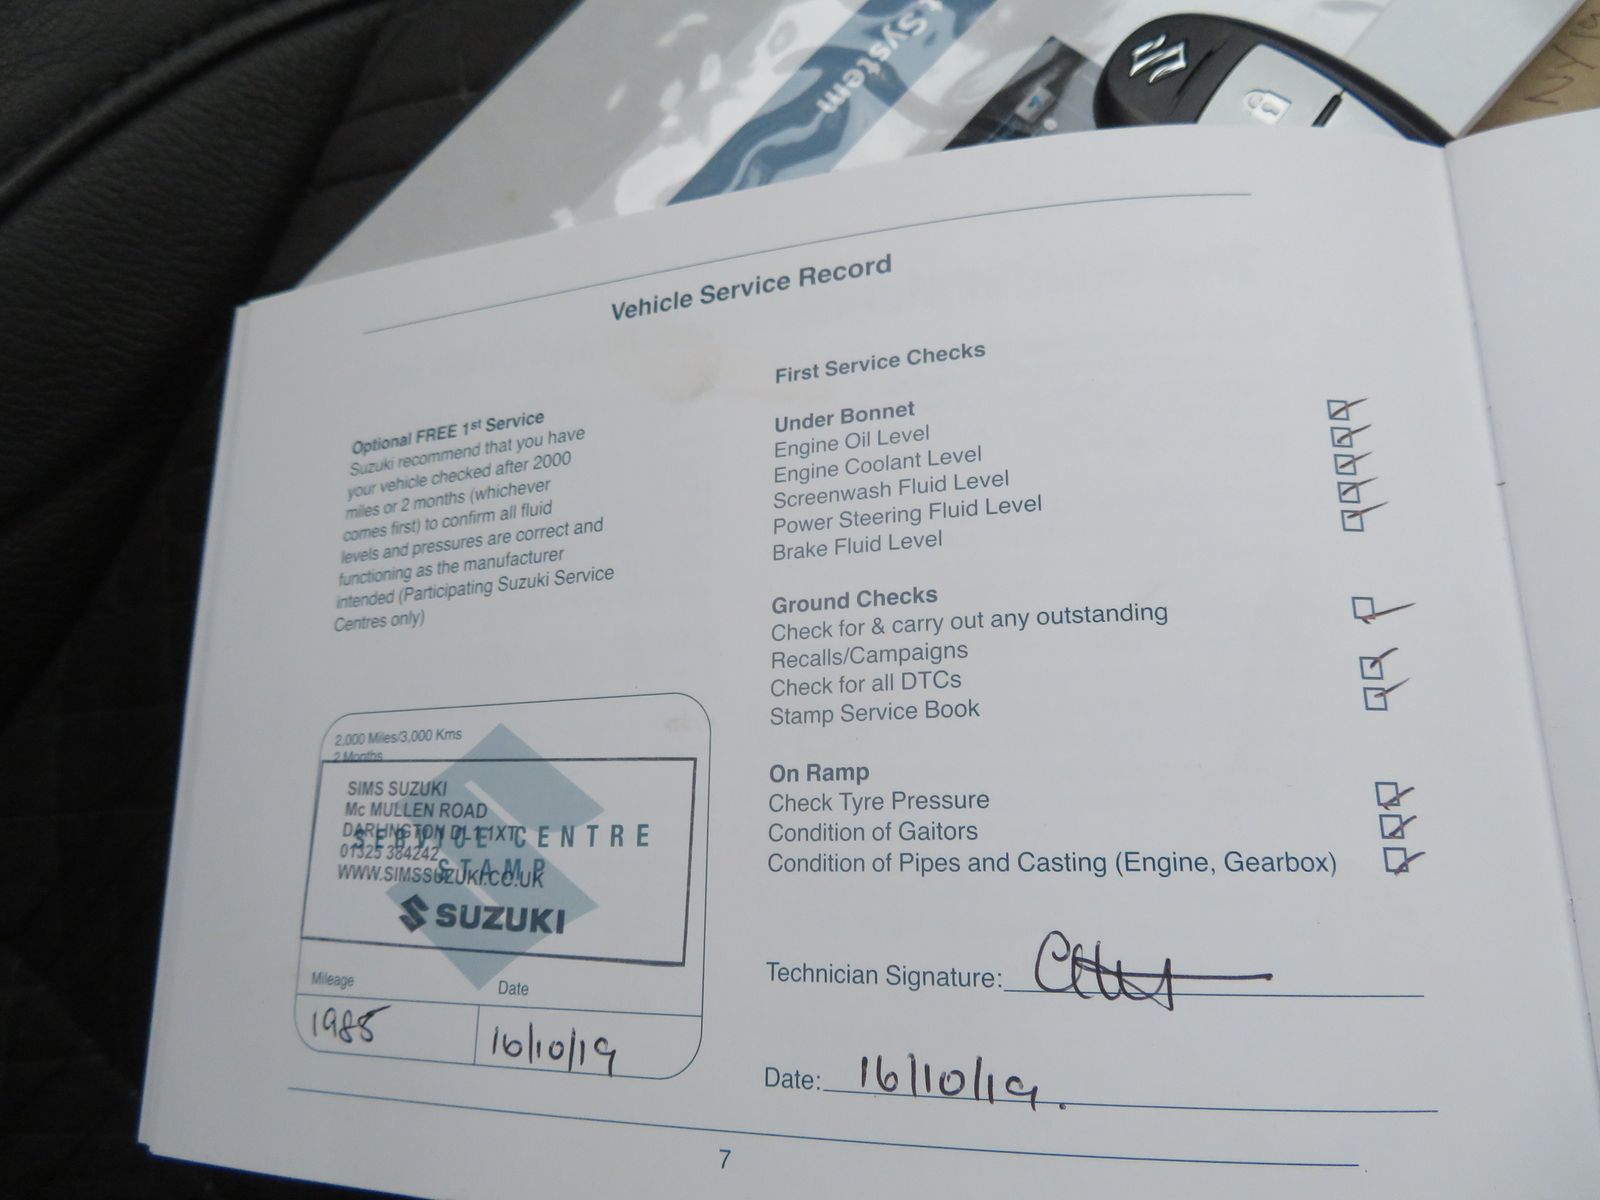 t System
7
NYM
Vehicle Service Record
Optional FREE 1st Service
Suzuki recommend that you have
your vehicle checked after 2000
miles or 2 months (whichever
comes first) to confirm all fluid
levels and pressures are correct and
functioning as the manufacturer
intended (Participating Suzuki Service
Centres only)
2,000 Miles/3,000 Kms
2 Months
SIMS SUZUKI
Mc MULLEN ROAD
DARLINGTON DL1 1XT
SERVICE CENTRE
01325 384242
STAMP
WWW.SIMSSUZUKI.CO.UK
SUZUKI
Mileage
Date
1985
16/10/19
First Service Checks
Under Bonnet
Engine Oil Level
Engine Coolant Level
Screenwash Fluid Level
Power Steering Fluid Level
Brake Fluid Level
Ground Checks
Check for & carry out any outstanding
Recalls/Campaigns
Check for all DTCs
Stamp Service Book
On Ramp
Check Tyre Pressure
Condition of Gaitors
Condition of Pipes and Casting (Engine, Gearbox)
Technician Signature:
Date: 16/10/19.
7